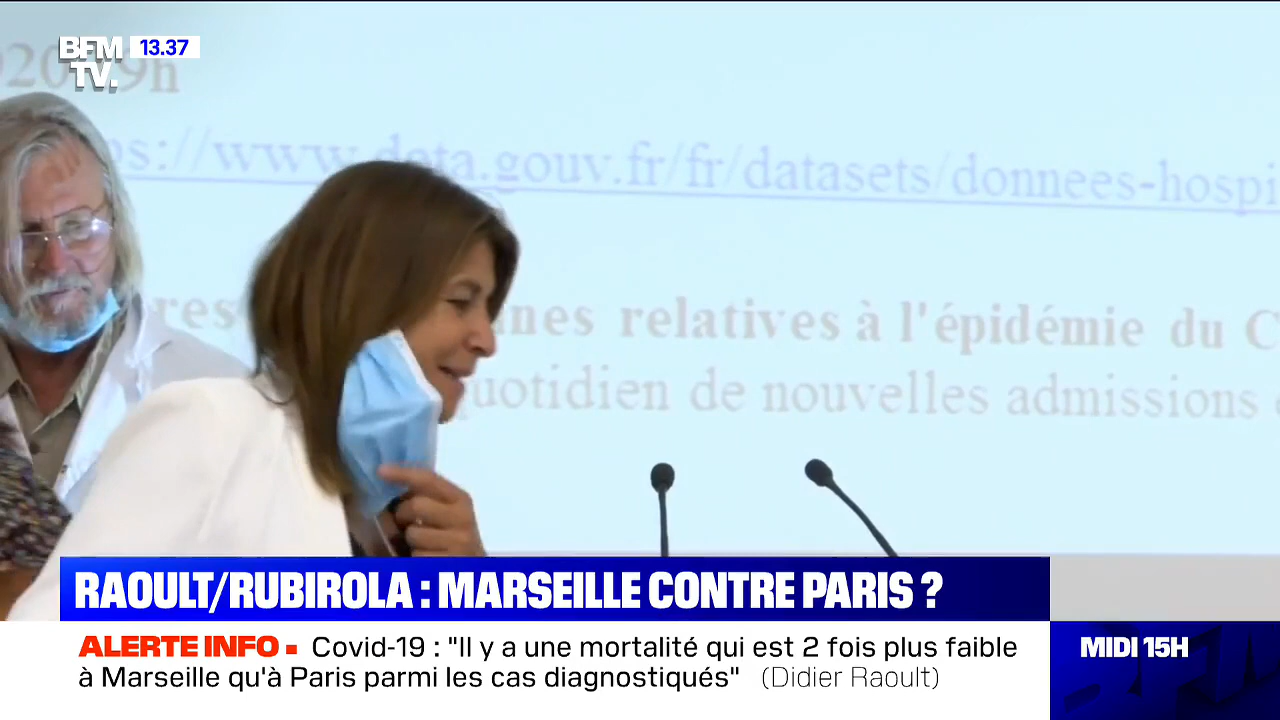 BFM
TV.
13.37
9h
ps://www.data.gouv.fr/fr/datasets/donnees-hospi
relatives à l'épidémie du C
quotidien de nouvelles admissions
RAOULT/RUBIROLA : MARSEILLE CONTRE PARIS ?
ALERTE INFO - Covid-19 : "Il y a une mortalité qui est 2 fois plus faible
à Marseille qu'à Paris parmi les cas diagnostiqués" (Didier Raoult)
MIDI 15H